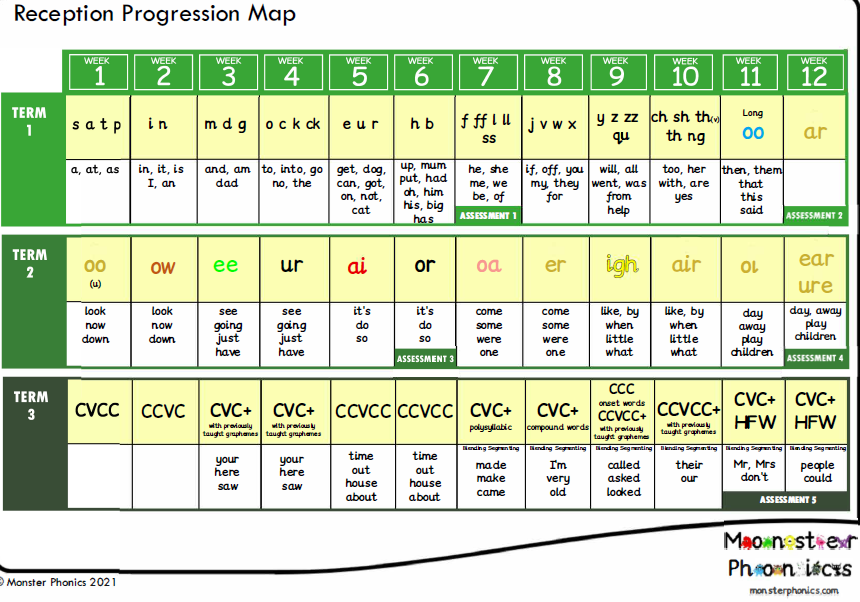 Reception Progression Map
WEEK 1 WEEK 2 WEEK 3 WEEK 4 WEEK 5 WEEK 6 WEEK 7 WEEK 8 WEEK 9 WEEK 10 WEEK 11 WEEK 12
TERM 1
s a t p
i n
m d g
o c k ck
e u r
h b
f ff l ll
ss
j v w x
y z zz
qu
ch sh th(v)
th ng
Long
oo
ar
a, at, as
in, it, is
I, an
and, am
dad
to, into, go
no, the
get, dog,
can, got,
on, not,
cat
up, mum
put, had
oh, him
his, big
has
he, she
me, we
be, of
ASSESSMENT 1
if, off, you
my, they
for
will, all
went, was
from
help
too, her
with, are
yes
then, them
that
this
said
ASSESSMENT 2
TERM 2
oo
(u)
ow
ee
ur
ai
or
oa
er
igh
air
oi
ear
ure
look
now
down
look
now
down
see
going
just
have
see
going
just
have
it's
do
so
it's
do
so
ASSESSMENT 3
come
some
were
one
come
some
were
one
like, by
when
little
what
like, by
when
little
what
day
away
play
children
day, away
play
children
ASSESSMENT 4
TERM 3
CVCC
CCVC
CVC+
with previously
taught graphemes
CVC+
with previously
taught graphemes
CCVCC
CCVCC
CVC+
polysyllabic
CVC+
compound words
CCC
onset words
CCVCC+
with previously
taught graphemes
CCVCC+
with previously
taught graphemes
CVC+
HFW
CVC+
HFW
your
here
saw
your
here
saw
time
out
house
about
time
out
house
about
Blending Segmenting
made
make
came
Blending Segmenting
I'm
very
old
Blending Segmenting
called
asked
looked
Blending Segmenting
their
our
Blending Segmenting
Mr, Mrs
don't
Blending Segmenting
people
could
ASSESSMENT 5
Monster
Phonics
monsterphonics.com
© Monster Phonics 2021